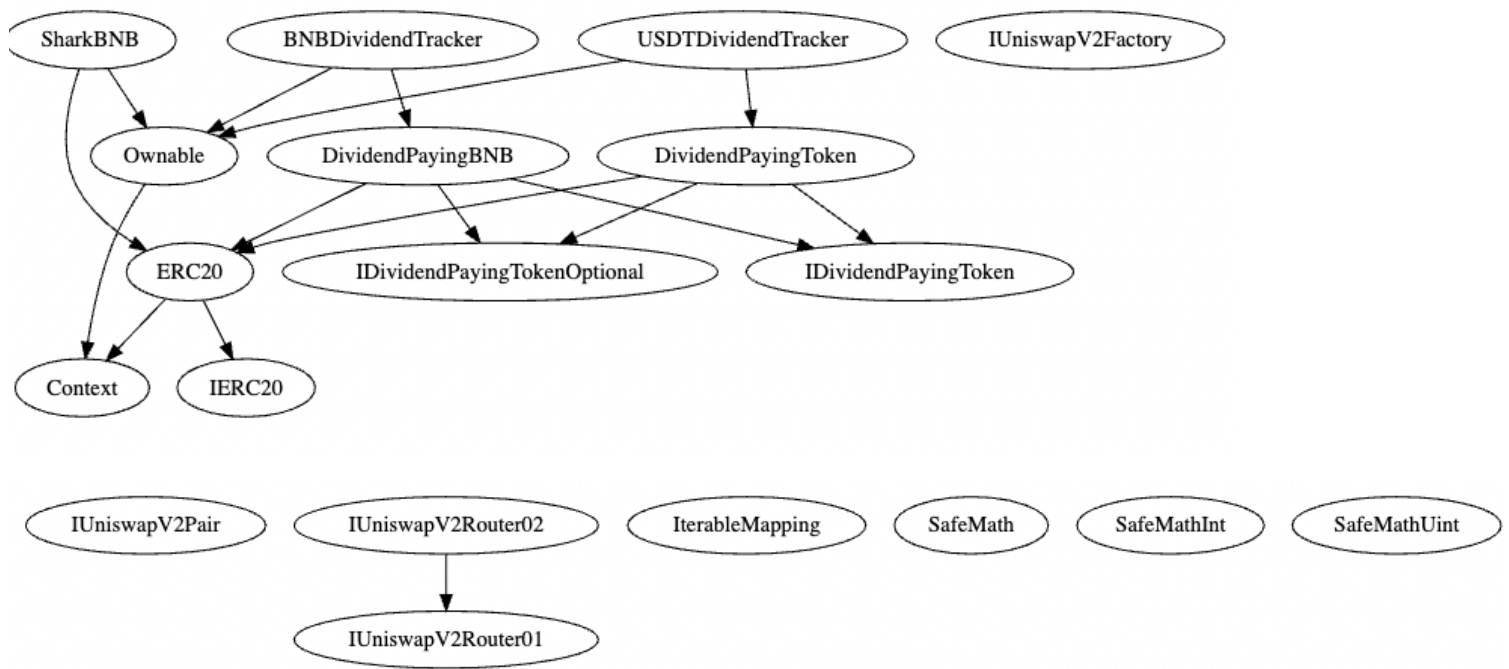 SharkBNB
BNBDividendTracker
USDTDividendTracker
IUniswapV2Factory
Ownable
DividendPayingBNB
DividendPayingToken
ERC20
IDividendPayingTokenOptional
IDividendPayingToken
Context
IERC20
IUniswapV2Pair
IUniswapV2Router02
IterableMapping
SafeMath
SafeMathInt
SafeMathUint
IUniswapV2Router01